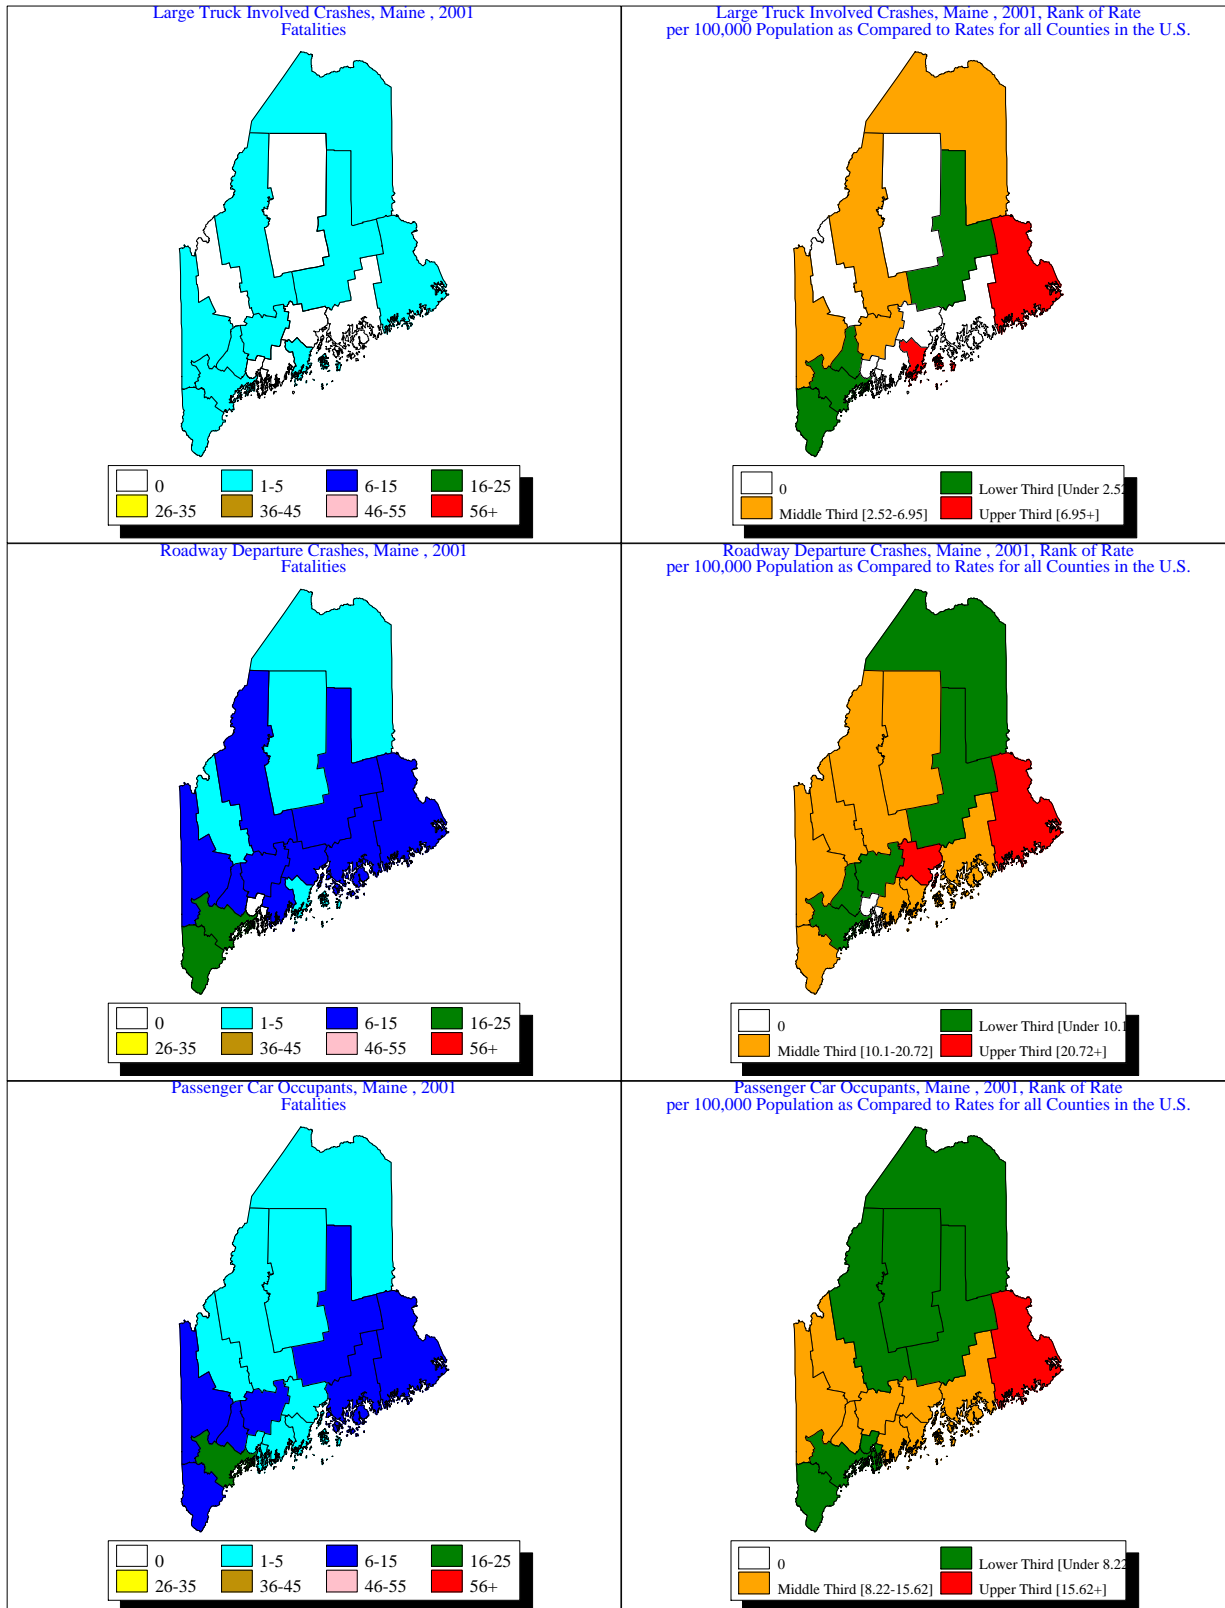 Large Truck Involved Crashes, Maine , 2001
Fatalities
0
1-5
6-15
16-25
26-35
36-45
46-55
56+
Large Truck Involved Crashes, Maine , 2001, Rank of Rate
per 100,000 Population as Compared to Rates for all Counties in the U.S.
0
Lower Third [Under 2.52
Middle Third [2.52-6.95]
Upper Third [6.95+]
Roadway Departure Crashes, Maine , 2001
Fatalities
0
1-5
6-15
16-25
26-35
36-45
46-55
56+
Roadway Departure Crashes, Maine , 2001, Rank of Rate
per 100,000 Population as Compared to Rates for all Counties in the U.S.
0
Lower Third [Under 10.1
Middle Third [10.1-20.72]
Upper Third [20.72+]
Passenger Car Occupants, Maine , 2001
Fatalities
0
1-5
6-15
16-25
26-35
36-45
46-55
56+
Passenger Car Occupants, Maine , 2001, Rank of Rate
per 100,000 Population as Compared to Rates for all Counties in the U.S.
0
Lower Third [Under 8.22
Middle Third [8.22-15.62]
Upper Third [15.62+]